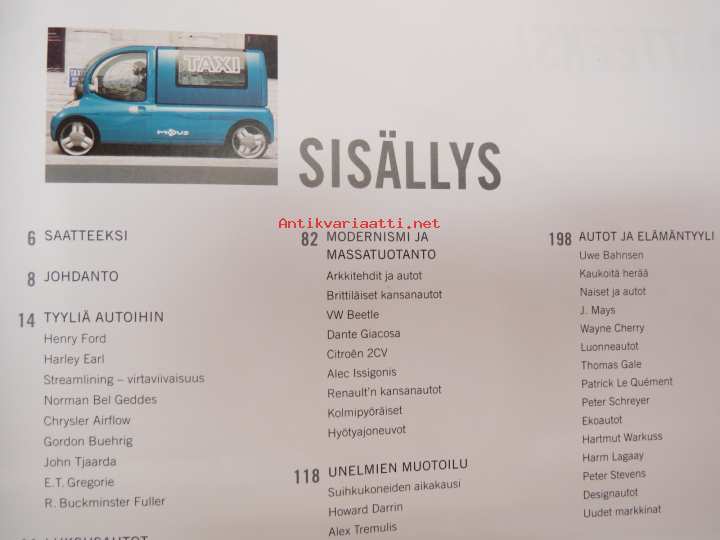 TAXI
SISÄLLYS
Antikvariaatti.net
6 SAATTEEKSI
8 JOHDANTO
14 TYYLIÄ AUTOIHIN
Henry Ford
Harley Earl
Streamlining – virtaviivaisuus
Norman Bel Geddes
Chrysler Airflow
Gordon Buehrig
John Tjaarda
E.T. Gregorie
R. Buckminster Fuller
82 MODERNISMI JA
MASSATUOTANTO
Arkkitehdit ja autot
Brittiläiset kansanautot
VW Beetle
Dante Giacosa
Citroën 2CV
Alec Issigonis
Renault'n kansanautot
Kolmipyöräiset
Hyötyajoneuvot
118 UNELMIEN MUOTOILU
Suihkukoneiden aikakausi
Howard Darrin
Alex Tremulis
198 AUTOT JA ELÄMÄNTYYLI
Uwe Bahnsen
Kaukoitä herää
Naiset ja autot
J. Mays
Wayne Cherry
Luonneautot
Thomas Gale
Patrick Le Quément
Peter Schreyer
Ekoautot
Hartmut Warkuss
Harm Lagaay
Peter Stevens
Designautot
Uudet markkinat